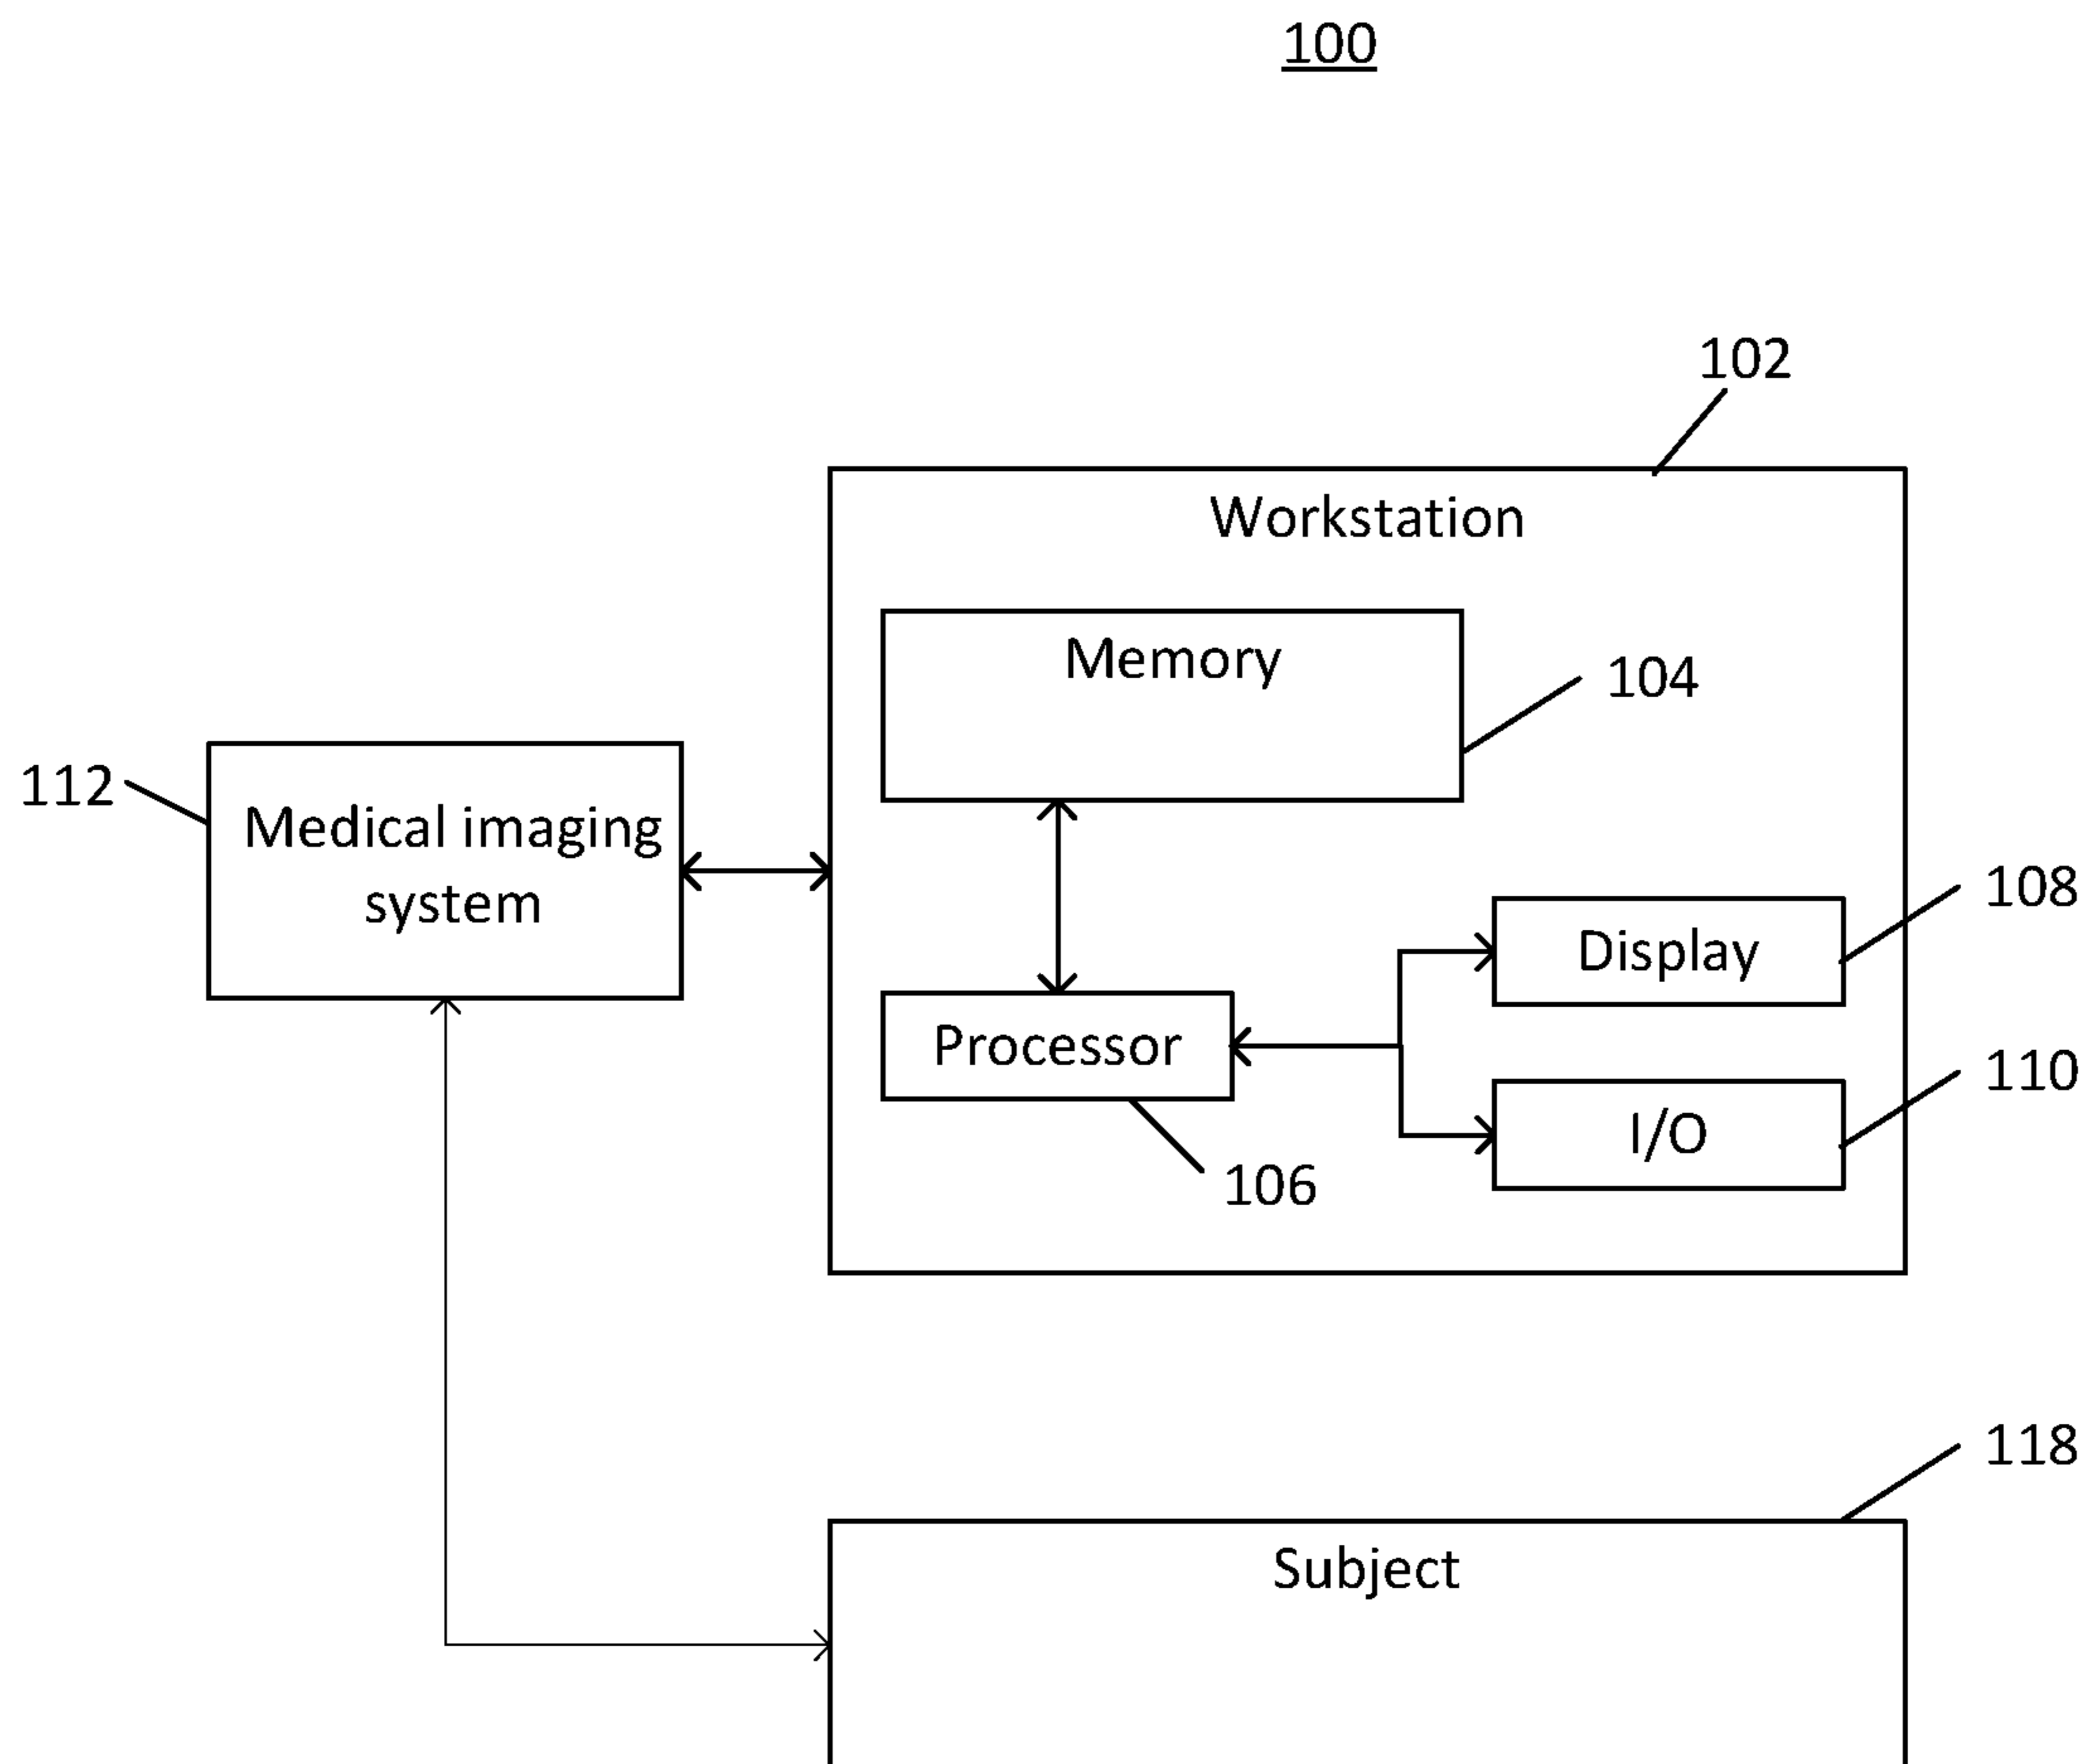 100
102
Workstation
Memory
104
112
Medical imaging
system
108
Display
Processor
110
I/O
106
118
Subject